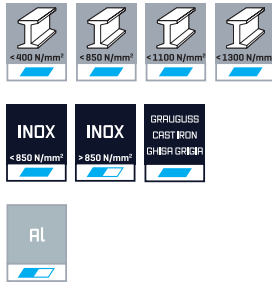 <400 N/mm² <850 N/mm² <1100 N/mm² <1300 N/mm²
INOX INOX GRAUGUSS
CAST IRON
GHISA GRIGIA
<850 N/mm² >850 N/mm²
Al